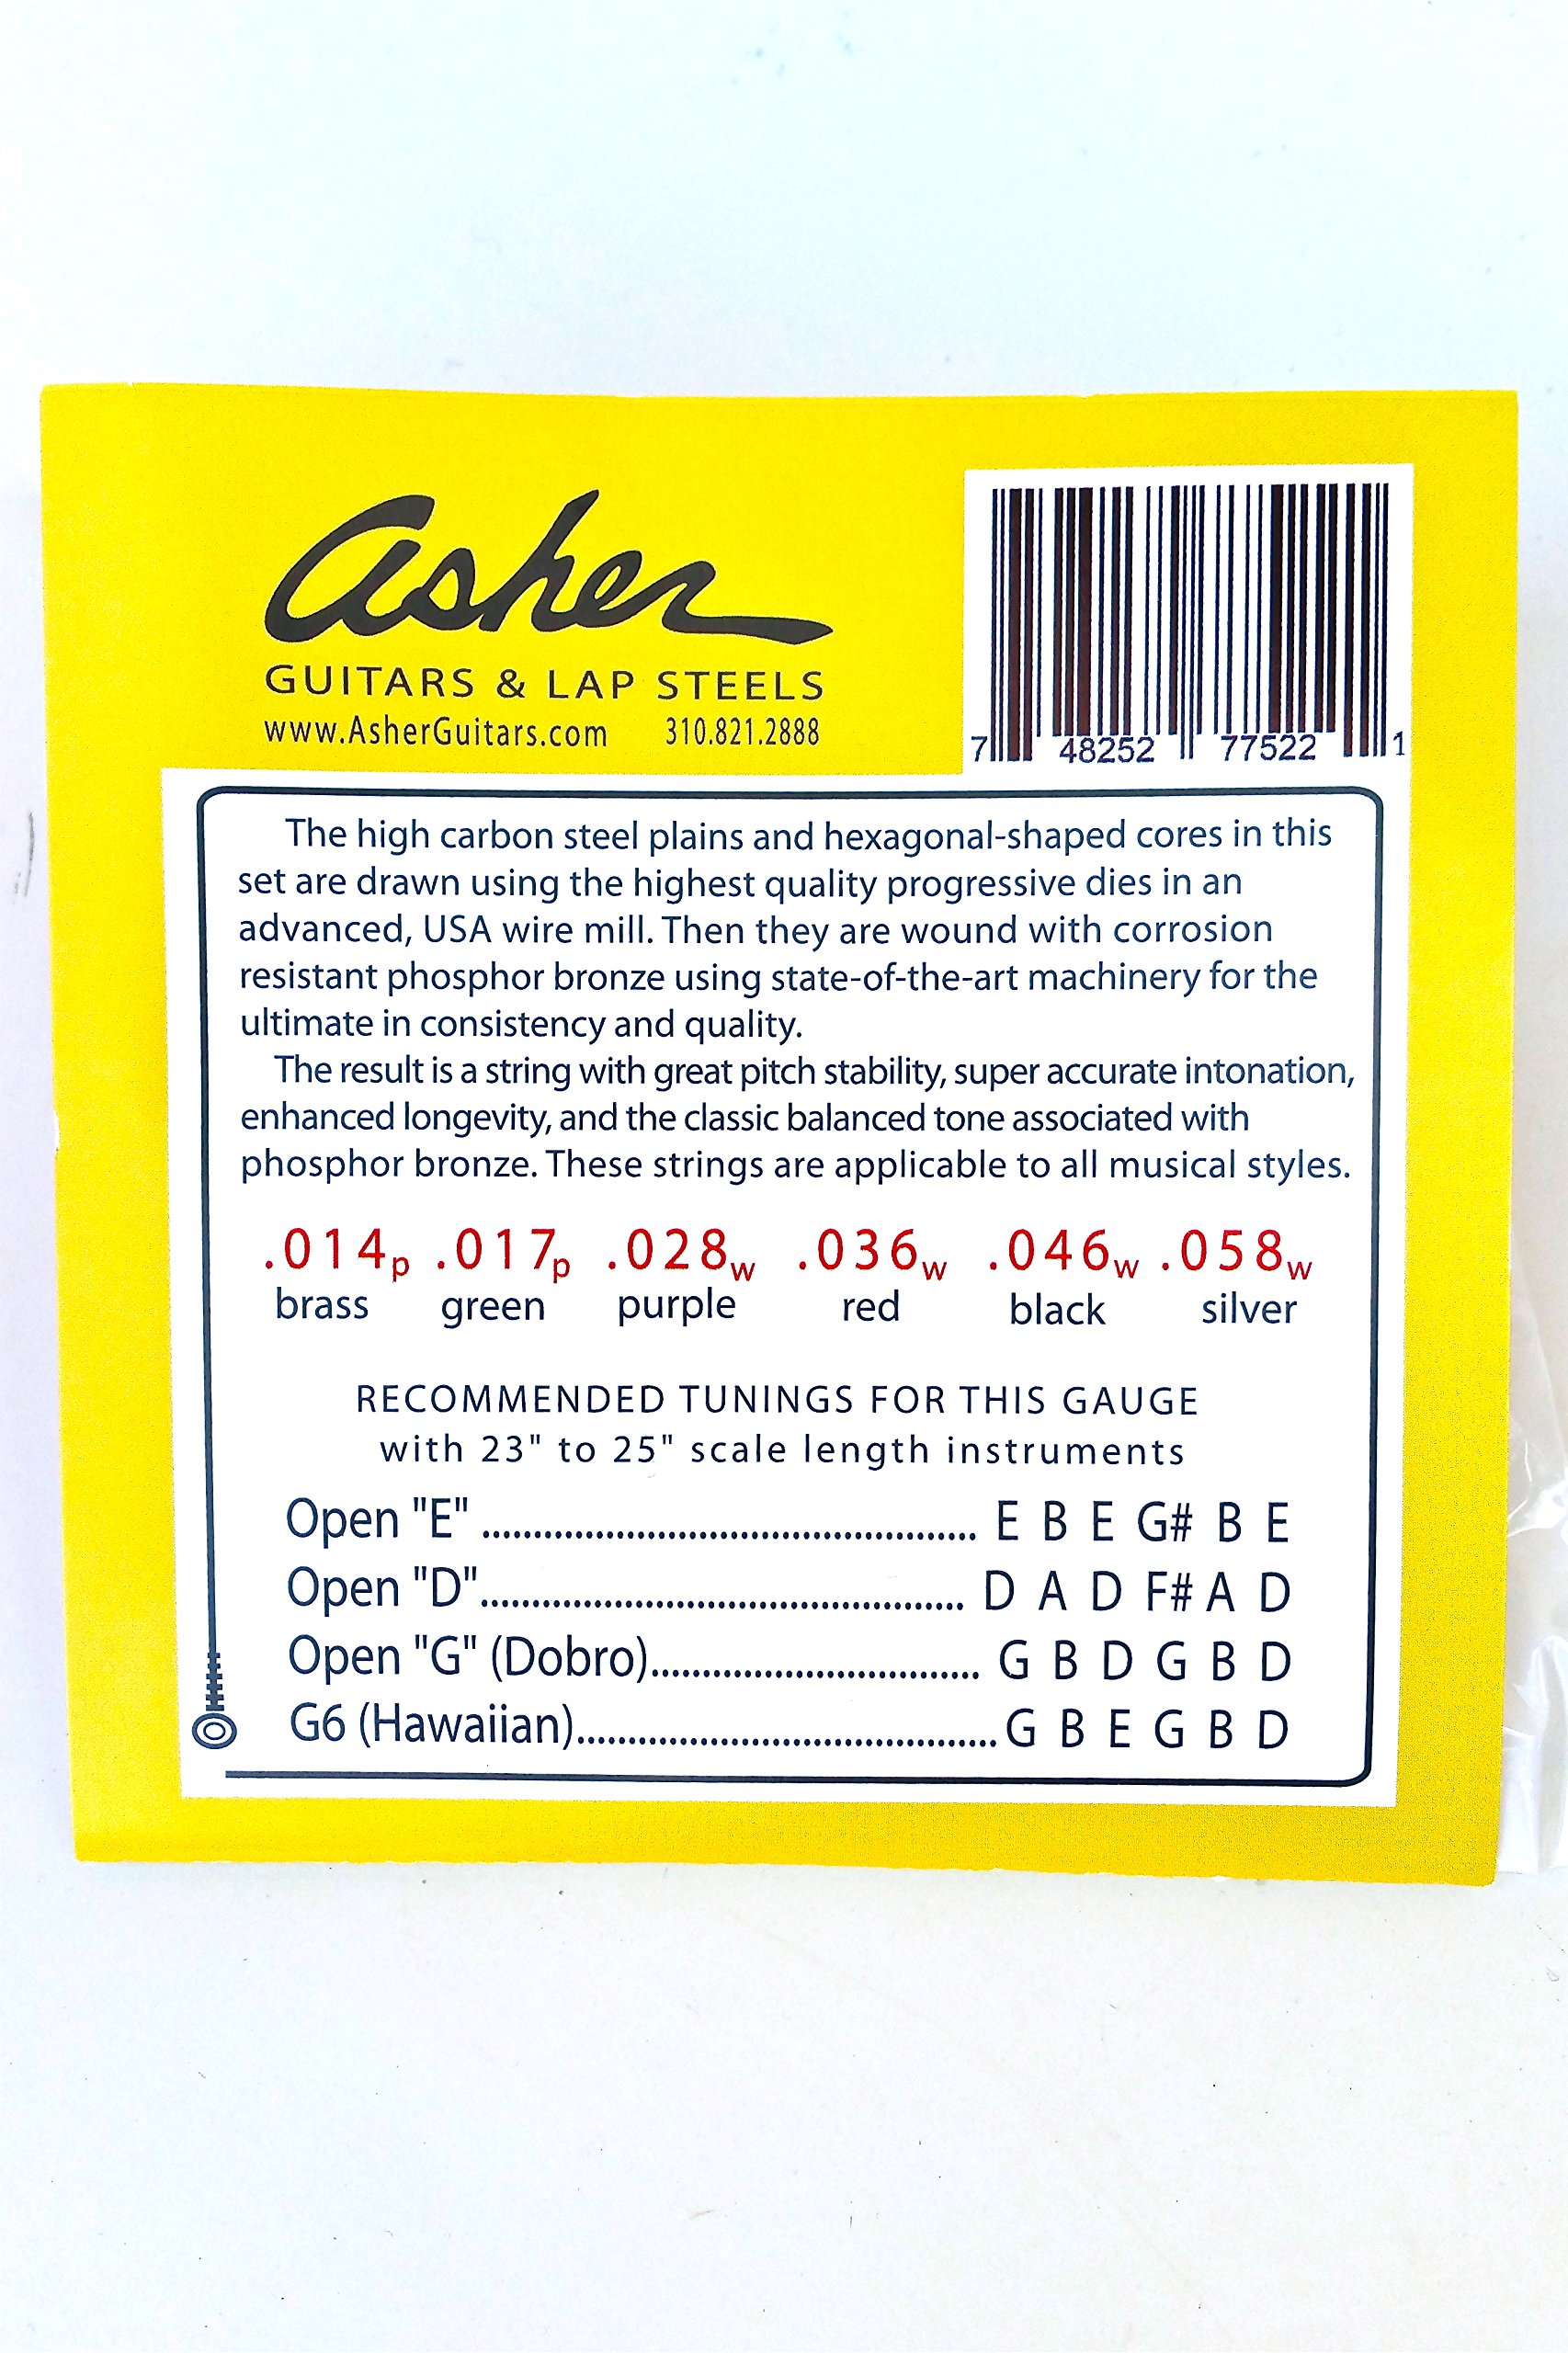 asher
GUITARS & LAP STEELS
www.AsherGuitars.com 310.821.2888
7 48252 77522 1
The high carbon steel plains and hexagonal-shaped cores in this
set are drawn using the highest quality progressive dies in an
advanced, USA wire mill. Then they are wound with corrosion
resistant phosphor bronze using state-of-the-art machinery for the
ultimate in consistency and quality.
The result is a string with great pitch stability, super accurate intonation,
enhanced longevity, and the classic balanced tone associated with
phosphor bronze. These strings are applicable to all musical styles.
.014p .017p .028w .036w .046w .058w
brass green purple red black silver
RECOMMENDED TUNINGS FOR THIS GAUGE
with 23" to 25" scale length instruments
Open "E"................................................ E B E G# B E
Open "D"............................................... D A D F# A D
Open "G" (Dobro)................................ G B D G B D
G6 (Hawaiian).........................................G B E G B D